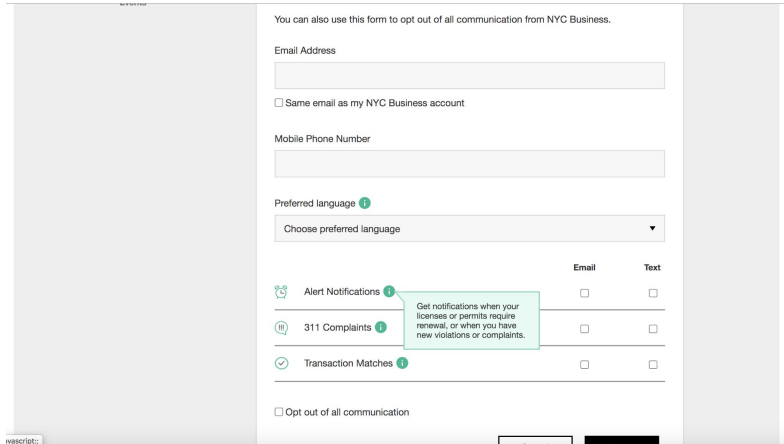 Events
You can also use this form to opt out of all communication from NYC Business.
Email Address
Same email as my NYC Business account
Mobile Phone Number
Preferred language
Choose preferred language
Email Text
Alert Notifications
Get notifications when your
licenses or permits require
renewal, or when you have
new violations or complaints.
311 Complaints
Transaction Matches
Opt out of all communication